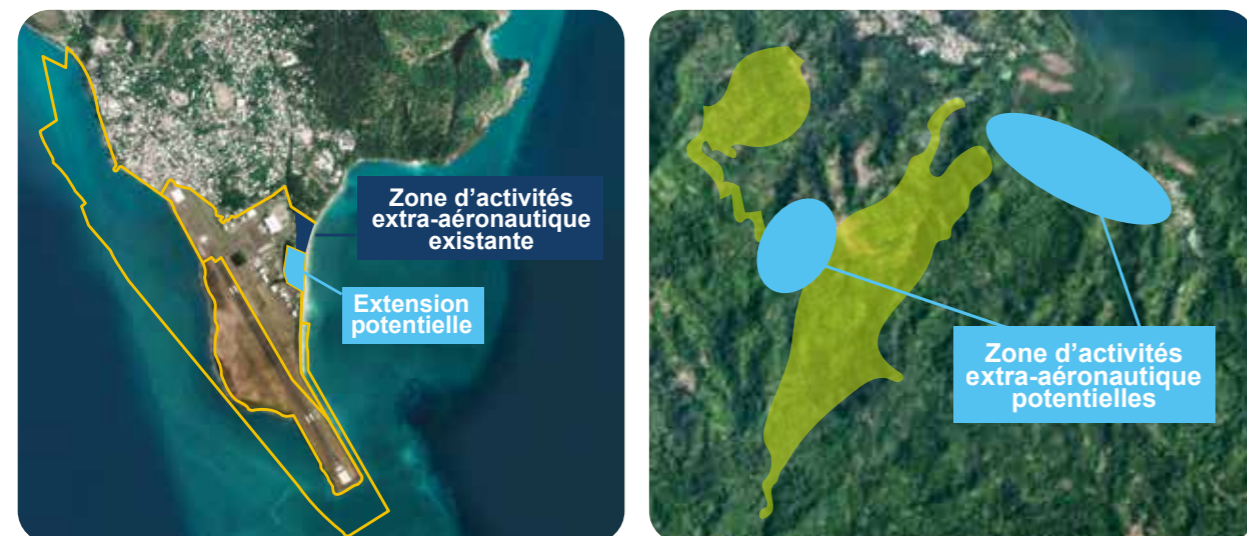 Zone d’activités
extra-aéronautique
existante
Extension
potentielle
Zone d’activités
extra-aéronautique
potentielles